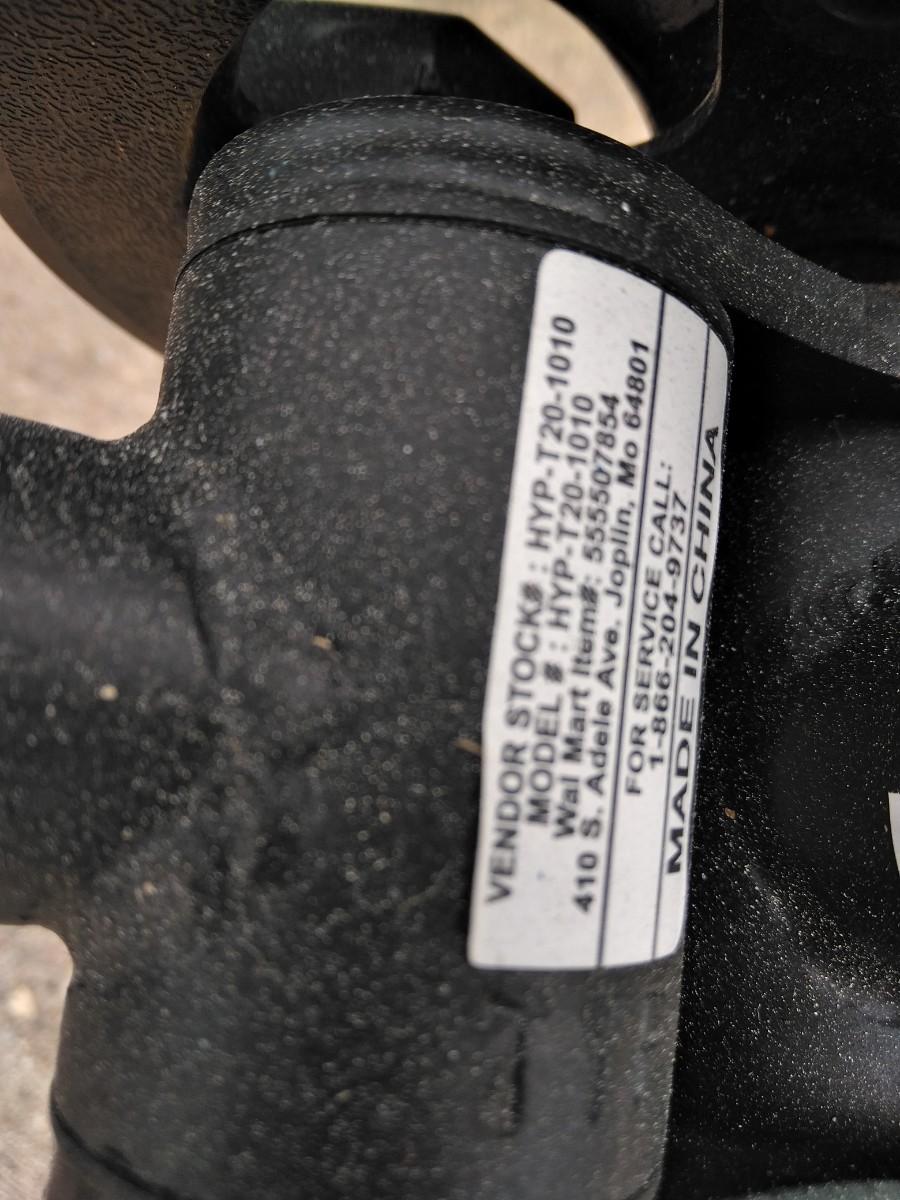 VENDOR STOCK# : HYP-T20-1010
MODEL # : HYP-T20-1010
Wal Mart Item#: 555507854
410 S. Adele Ave. Joplin, Mo 64801
FOR SERVICE CALL:
1-866-204-9737
MADE IN CHINA